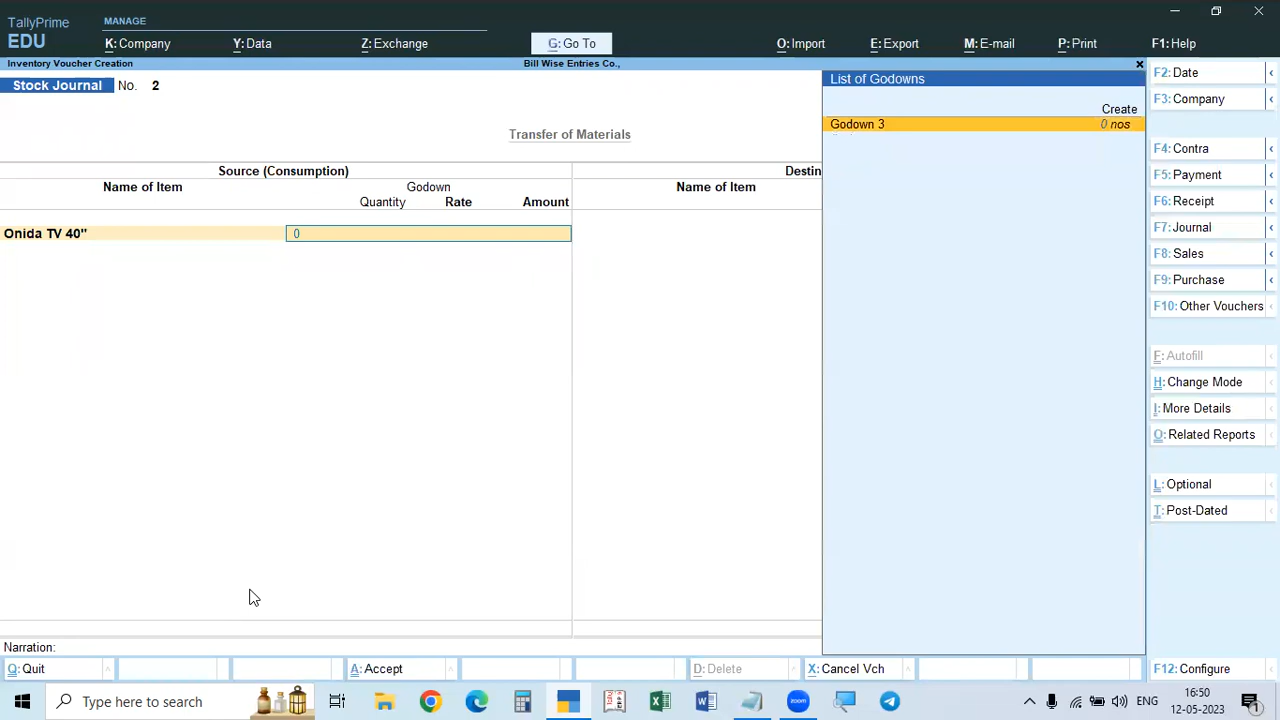 TallyPrime
EDU
MANAGE
K: Company
Y: Data
Z: Exchange
G: Go To
O: Import
E: Export
M: E-mail
P: Print
F1: Help
Inventory Voucher Creation
Bill Wise Entries Co.,
Stock Journal No. 2
Transfer of Materials
Source (Consumption)
Destin
Name of Item
Godown
Name of Item
Quantity Rate Amount
Onida TV 40"
0
List of Godowns
Create
Godown 3 0 nos
F2: Date
F3: Company
F4: Contra
F5: Payment
F6: Receipt
F7: Journal
F8: Sales
F9: Purchase
F10: Other Vouchers
F: Autofill
H: Change Mode
I: More Details
O: Related Reports
L: Optional
T: Post-Dated
Narration:
Q: Quit
A: Accept
D: Delete
X: Cancel Vch
F12: Configure
Type here to search
ENG
16:50
12-05-2023
1